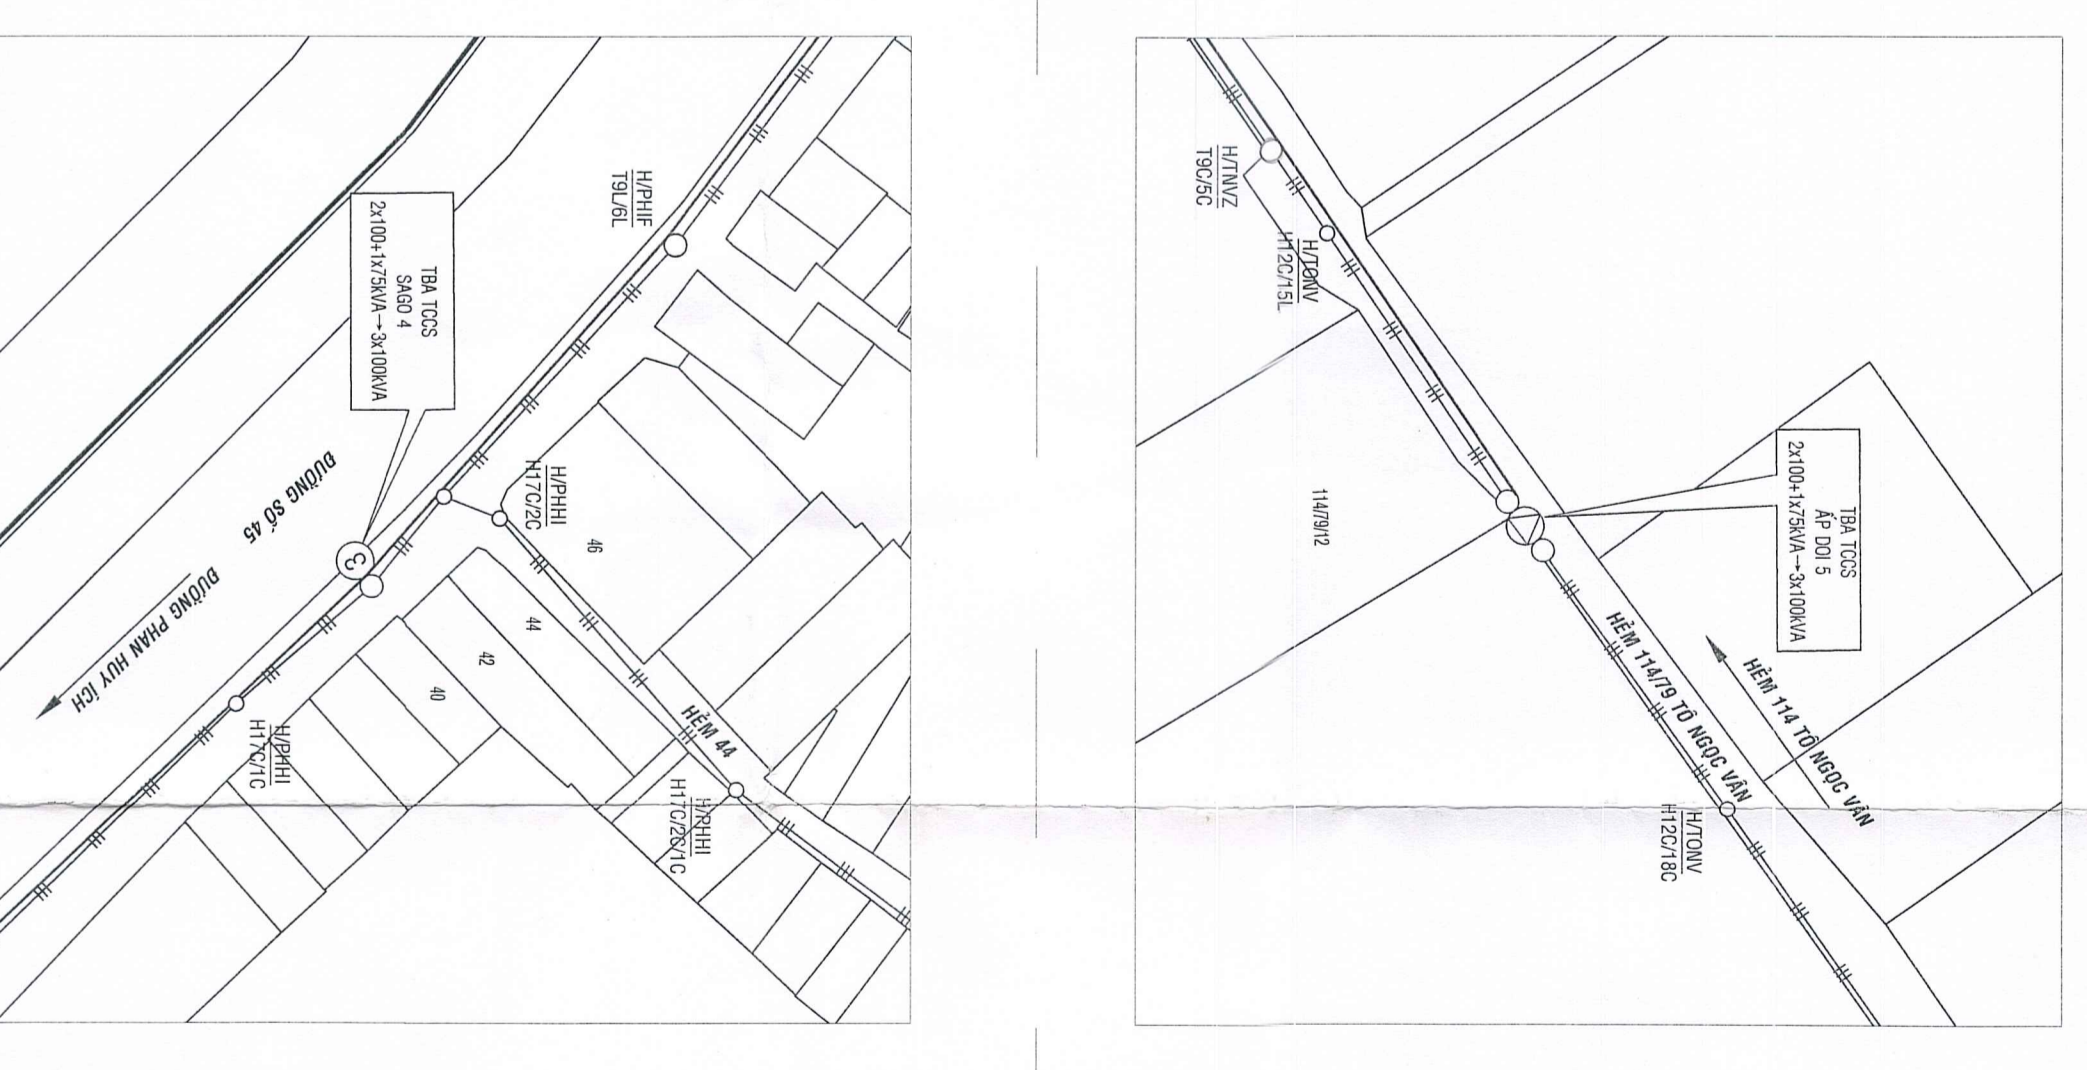 H/PHIF
T9L/6L
TBA TCCS
SAGO 4
2x100+1x75kVA→3x100kVA
ĐƯỜNG SỐ 45
ĐƯỜNG PHAN HUY ÍCH
3
H/PHHI
H17C/2C
46
44
42
40
HẺM 44
H/PHHI
H17C/1C
H/PHHI
H17C/2C/1C
H/TNVZ
T9C/5C
H/TONV
H12C/15L
114/79/12
TBA TCCS
ẤP DOI 5
2x100+1x75kVA→3x100kVA
HẺM 114/79 TÔ NGỌC VÂN
HẺM 114 TÔ NGỌC VÂN
H/TONV
H12C/18C